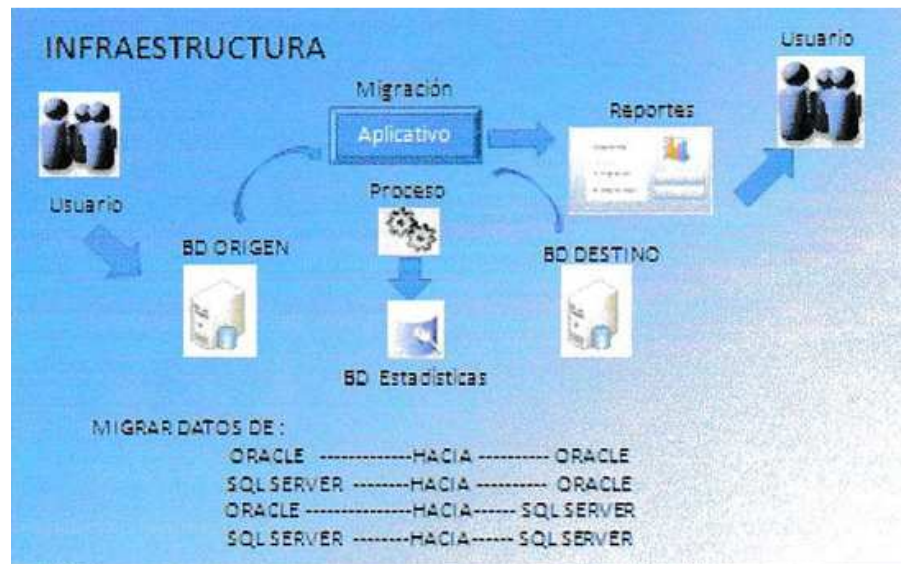 INFRAESTRUCTURA
Usuario
Migración
Aplicativo
Reportes
Usuario
Proceso
BD ORIGEN
BD DESTINO
BD Estadisticas
MIGRAR DATOS DE :
ORACLE -------------HACIA ---------- ORACLE
SQL SERVER --------HACIA ---------- ORACLE
ORACLE ---------------HACIA------ SQL SERVER
SQL SERVER --------HACIA------ SQL SERVER